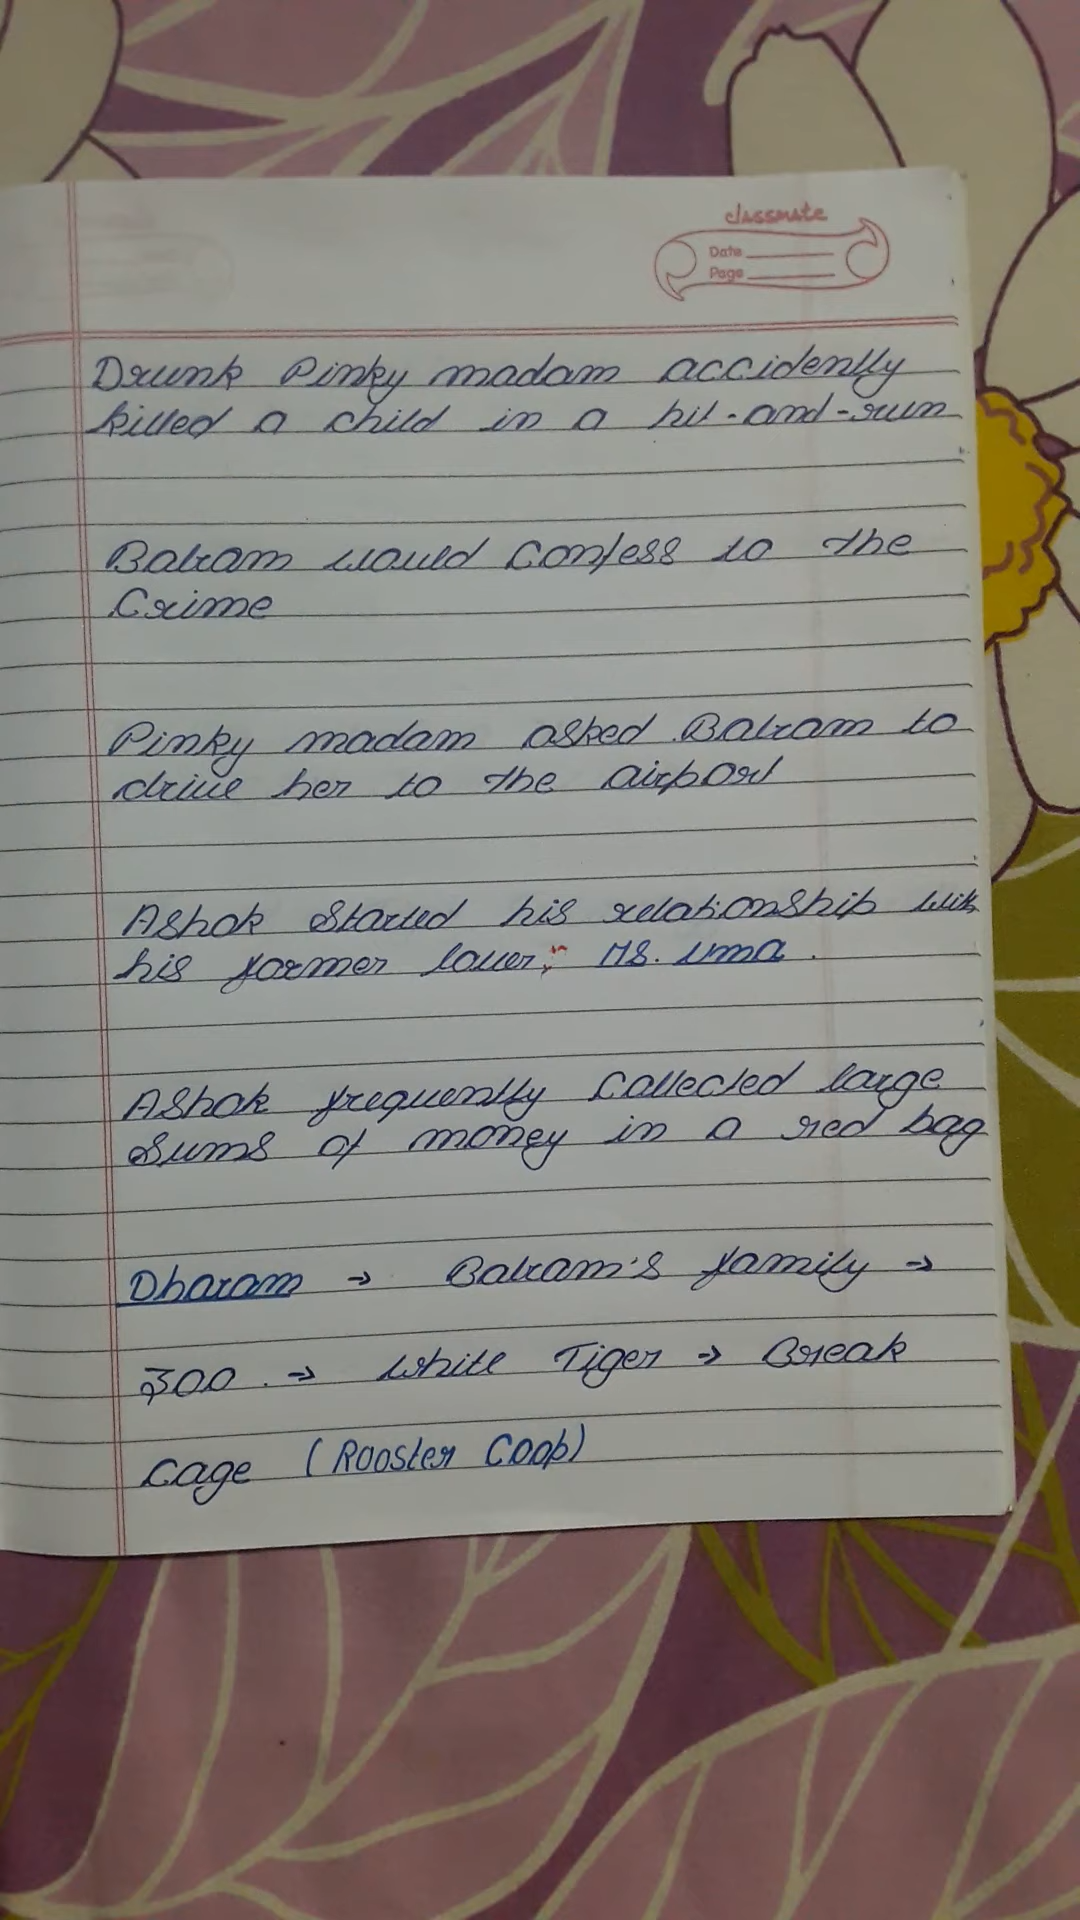 classmate
Date
Page
Drunk Pinky madam accidently
killed a child in a hit-and-run
Balram would Confess to the
Crime
Pinky madam asked Balram to
drive her to the airport
Ashok Started his relationship with
his former lover, Ms. Uma.
Ashok frequently Collected large
Sums of money in a red bag
Dharam → Balram's family →
300. → White Tiger → Break
Cage (Rooster Coop)